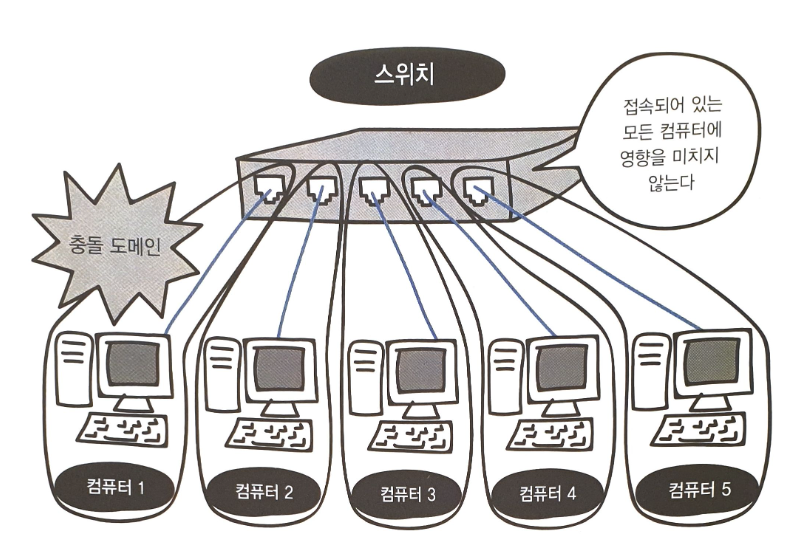 스위치
접속되어 있는
모든 컴퓨터에
영향을 미치지
않는다
충돌 도메인
컴퓨터 1
컴퓨터 2
컴퓨터 3
컴퓨터 4
컴퓨터 5